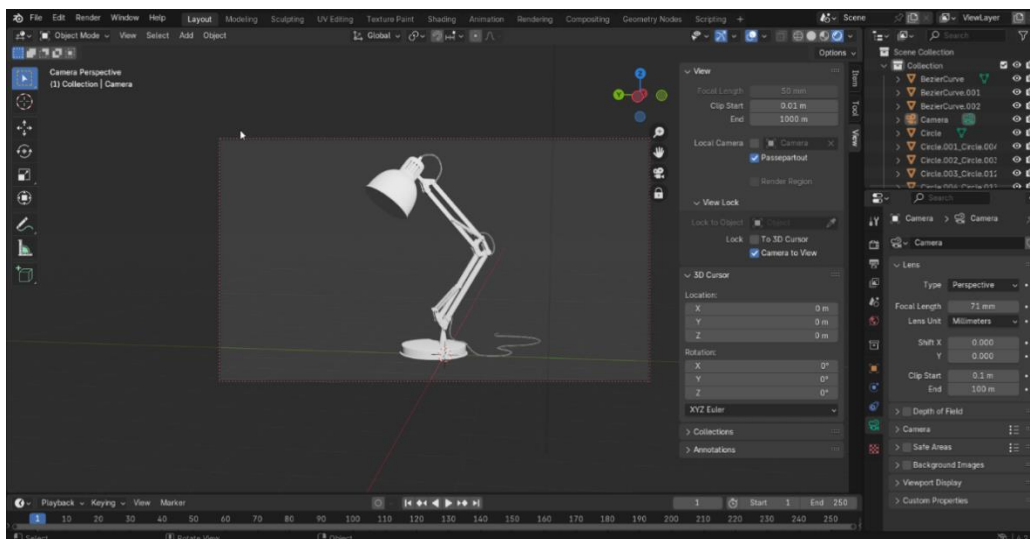 File Edit Render Window Help Layout Modeling Sculpting UV Editing Texture Paint Shading Animation Rendering Compositing Geometry Nodes Scripting + Scene ViewLayer
Object Mode View Select Add Object Global Search
Options
Camera Perspective
(1) Collection | Camera
View
Focal Length 50 mm
Clip Start 0.01 m
End 1000 m
Local Camera Camera
Passepartout
Render Region
View Lock
Lock to Object Object
Lock To 3D Cursor
Camera to View
3D Cursor
Location:
X 0 m
Y 0 m
Z 0 m
Rotation:
X 0°
Y 0°
Z 0°
XYZ Euler
Collections
Annotations
Item
Tool
View
X
Y
Z
Scene Collection
Collection
BezierCurve
BezierCurve.001
BezierCurve.002
Camera
Circle
Circle.001_Circle.00
Circle.002_Circle.00
Circle.003_Circle.01
Search
Camera > Camera
Camera
Lens
Type Perspective
Focal Length 71 mm
Lens Unit Millimeters
Shift X 0.000
Y 0.000
Clip Start 0.1 m
End 100 m
Depth of Field
Camera
Safe Areas
Background Images
Viewport Display
Custom Properties
Playback Keying View Marker 1 Start 1 End 250
1 10 20 30 40 50 60 70 80 90 100 110 120 130 140 150 160 170 180 190 200 210 220 230 240 250
Select Rotate View Object